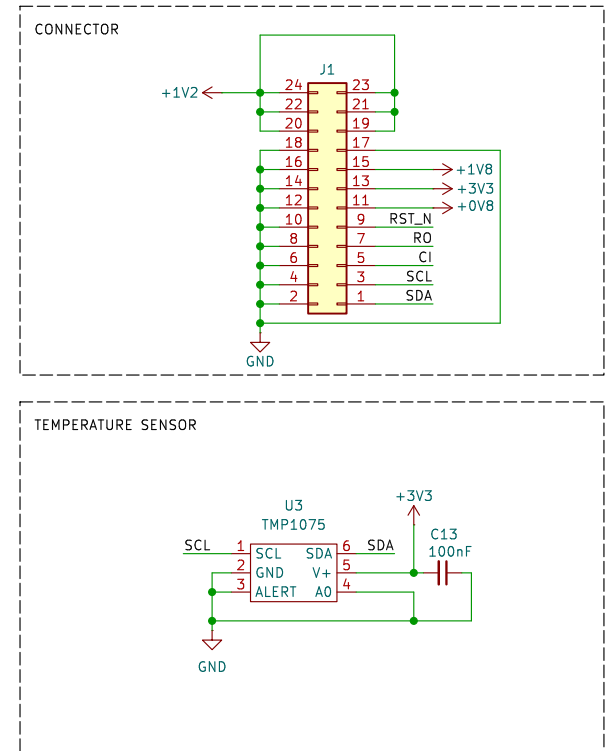 CONNECTOR
J1
+1V2
24 23
22 21
20 19
18 17
16 15 +1V8
14 13 +3V3
12 11 +0V8
10 9 RST_N
8 7 RO
6 5 CI
4 3 SCL
2 1 SDA
GND
TEMPERATURE SENSOR
+3V3
U3
TMP1075
C13
100nF
SCL 1 SCL SDA 6 SDA
2 GND V+ 5
3 ALERT A0 4
GND